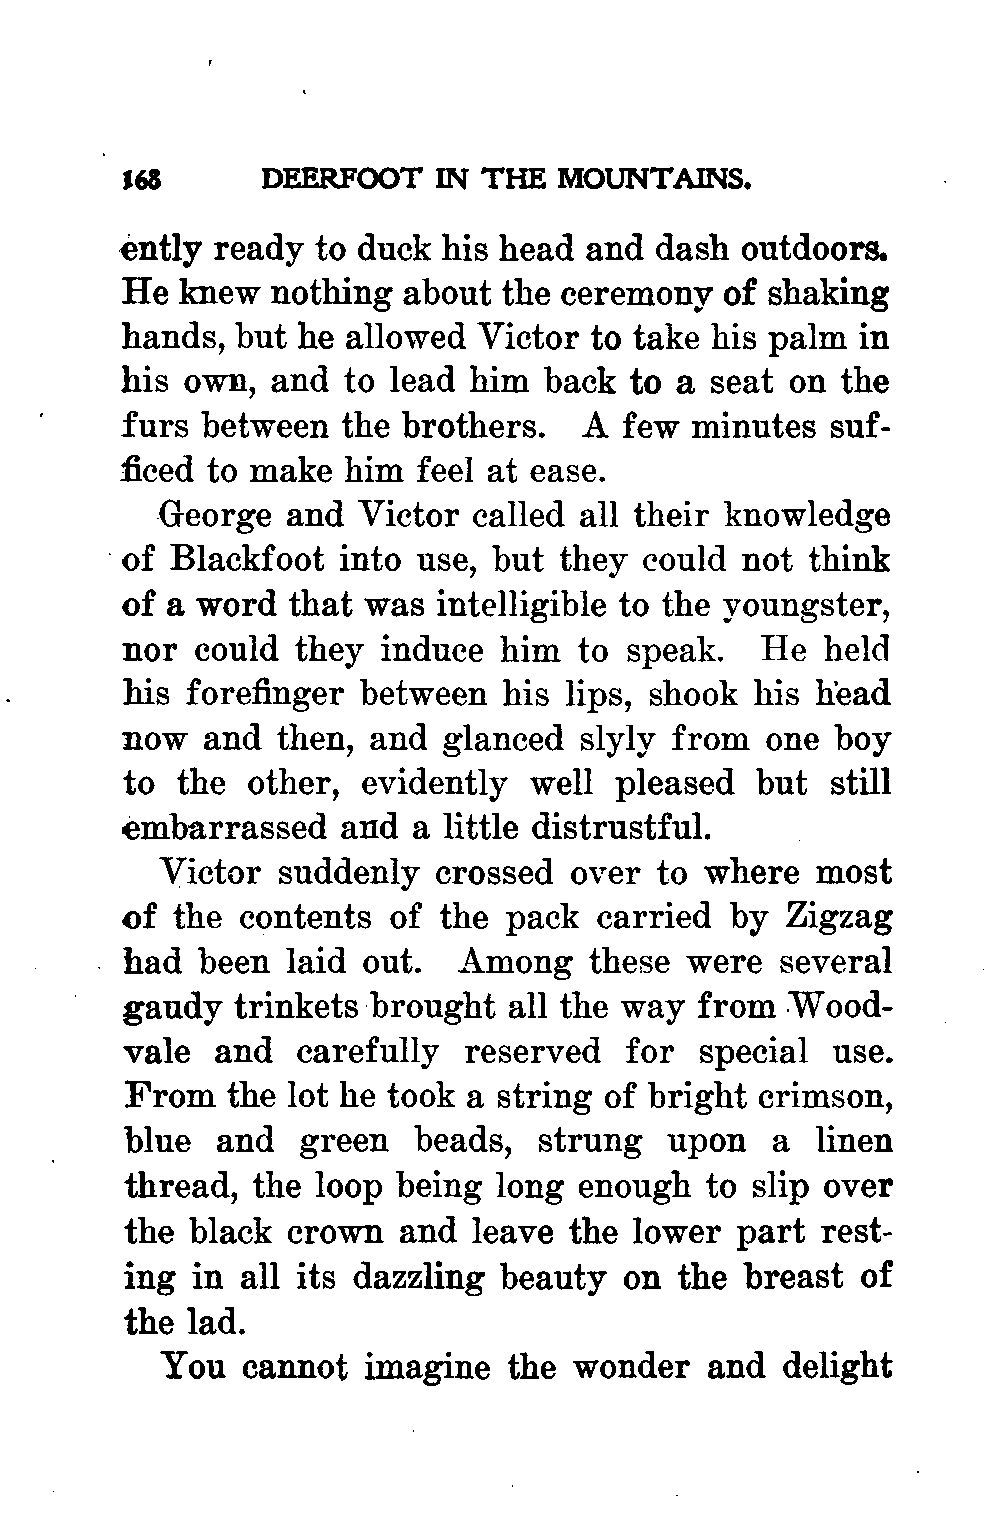 168 DEERFOOT IN THE MOUNTAINS.
ently ready to duck his head and dash outdoors.
He knew nothing about the ceremony of shaking
hands, but he allowed Victor to take his palm in
his own, and to lead him back to a seat on the
furs between the brothers. A few minutes suf-
ficed to make him feel at ease.
George and Victor called all their knowledge
of Blackfoot into use, but they could not think
of a word that was intelligible to the youngster,
nor could they induce him to speak. He held
his forefinger between his lips, shook his head
now and then, and glanced slyly from one boy
to the other, evidently well pleased but still
embarrassed and a little distrustful.
Victor suddenly crossed over to where most
of the contents of the pack carried by Zigzag
had been laid out. Among these were several
gaudy trinkets brought all the way from Wood-
vale and carefully reserved for special use.
From the lot he took a string of bright crimson,
blue and green beads, strung upon a linen
thread, the loop being long enough to slip over
the black crown and leave the lower part rest-
ing in all its dazzling beauty on the breast of
the lad.
You cannot imagine the wonder and delight